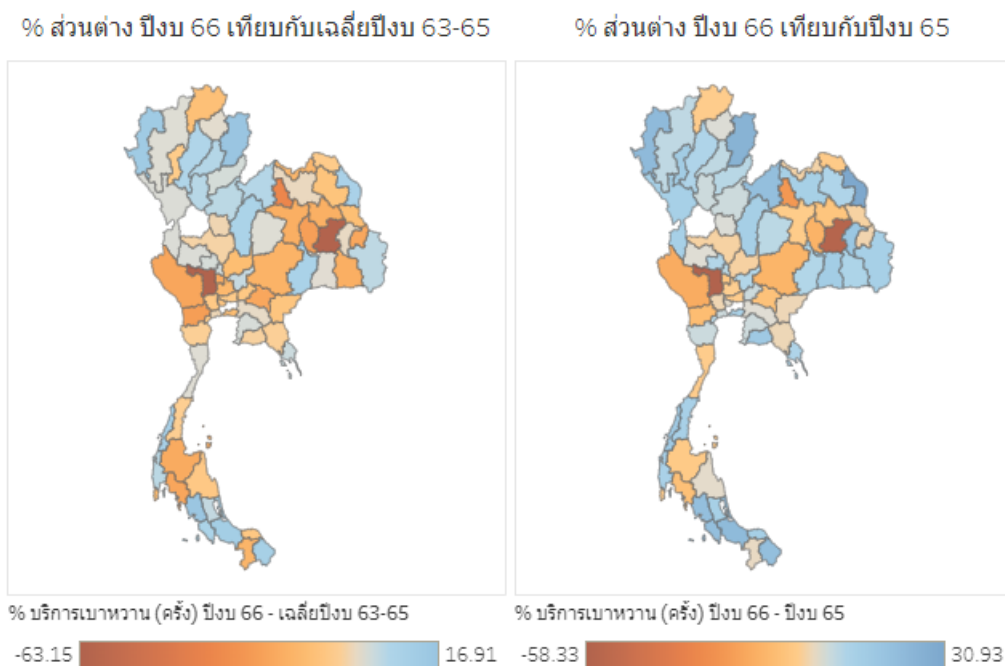 % ส่วนต่าง ปีงบ 66 เทียบกับเฉลี่ยปีงบ 63-65
% ส่วนต่าง ปีงบ 66 เทียบกับปีงบ 65
% บริการเบาหวาน (ครั้ง) ปีงบ 66 - เฉลี่ยปีงบ 63-65
% บริการเบาหวาน (ครั้ง) ปีงบ 66 - ปีงบ 65
-63.15 16.91
-58.33 30.93